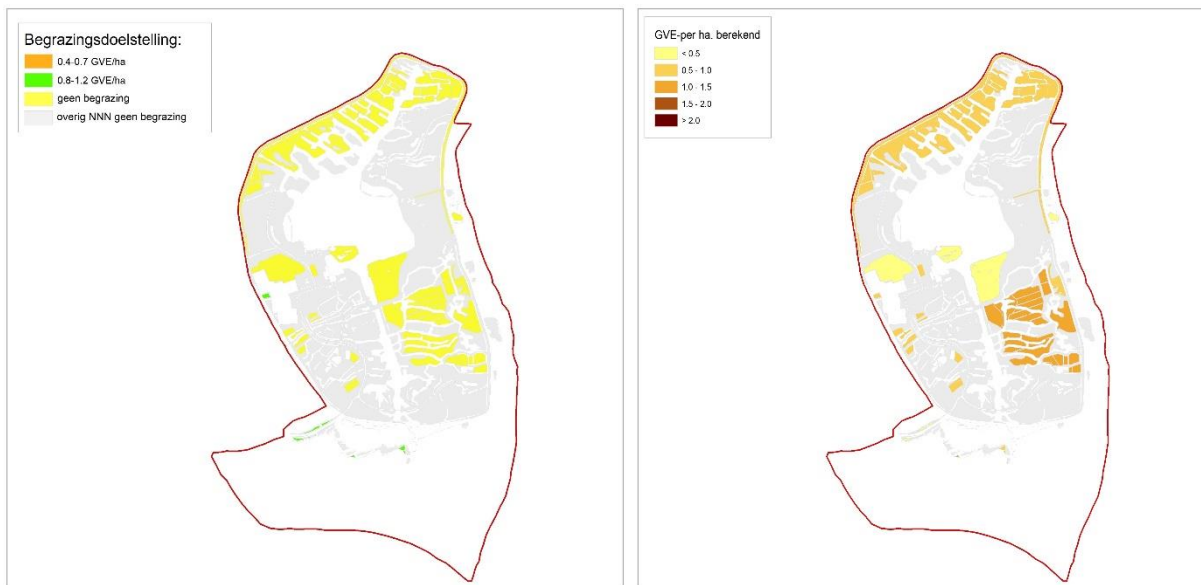 Begrazingsdoelstelling:
0.4-0.7 GVE/ha
0.8-1.2 GVE/ha
geen begrazing
overig NNN geen begrazing
GVE-per ha. berekend
< 0.5
0.5 - 1.0
1.0 - 1.5
1.5 - 2.0
> 2.0